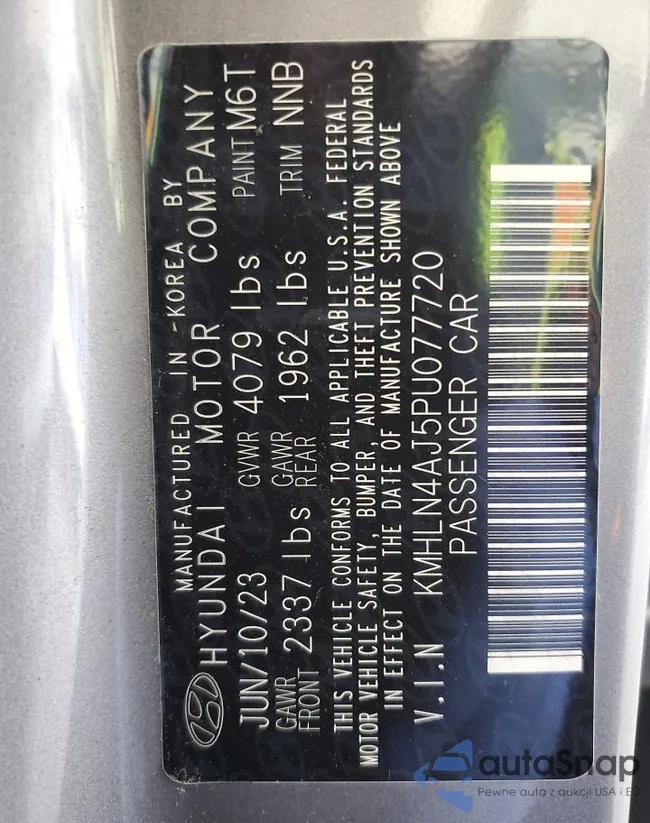 MANUFACTURED IN -KOREA BY
HYUNDAI MOTOR COMPANY
JUN/10/23 GVWR 4079 lbs PAINT M6T
GAWR FRONT 2337 lbs GAWR REAR 1962 lbs TRIM NNB
THIS VEHICLE CONFORMS TO ALL APPLICABLE U.S.A. FEDERAL
MOTOR VEHICLE SAFETY, BUMPER, AND THEFT PREVENTION STANDARDS
IN EFFECT ON THE DATE OF MANUFACTURE SHOWN ABOVE
V.I.N KMHLN4AJ5PU077720
PASSENGER CAR
autoSnap
Pewne auta z aukcji USA i EU